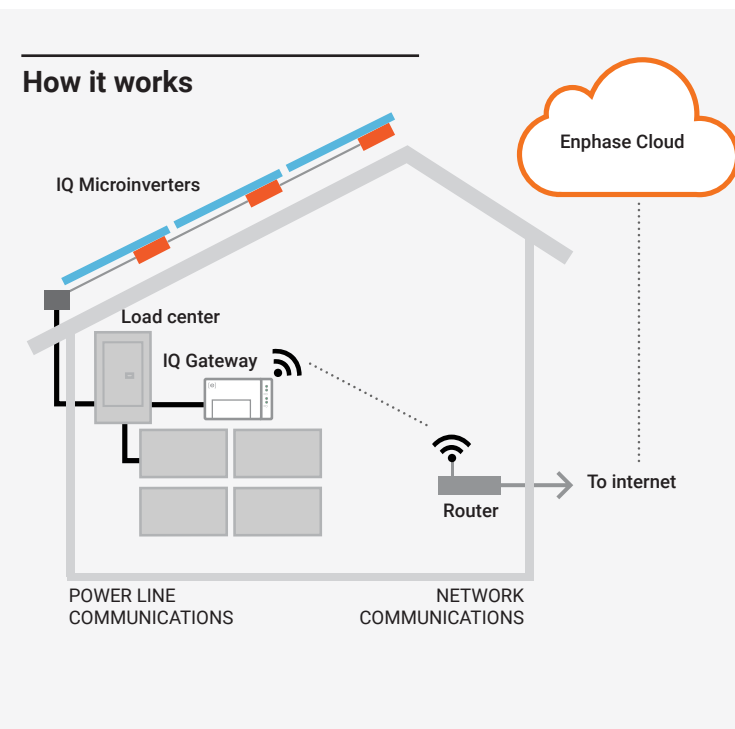 How it works
Enphase Cloud
IQ Microinverters
Load center
IQ Gateway
To internet
Router
POWER LINE
COMMUNICATIONS
NETWORK
COMMUNICATIONS